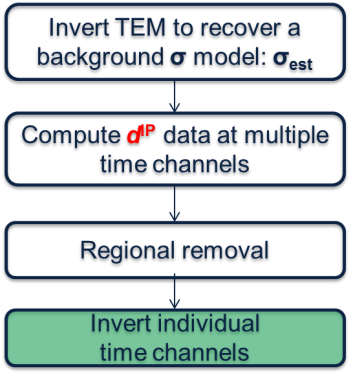 Invert TEM to recover a
background σ model: σest
Compute dIP data at multiple
time channels
Regional removal
Invert individual
time channels